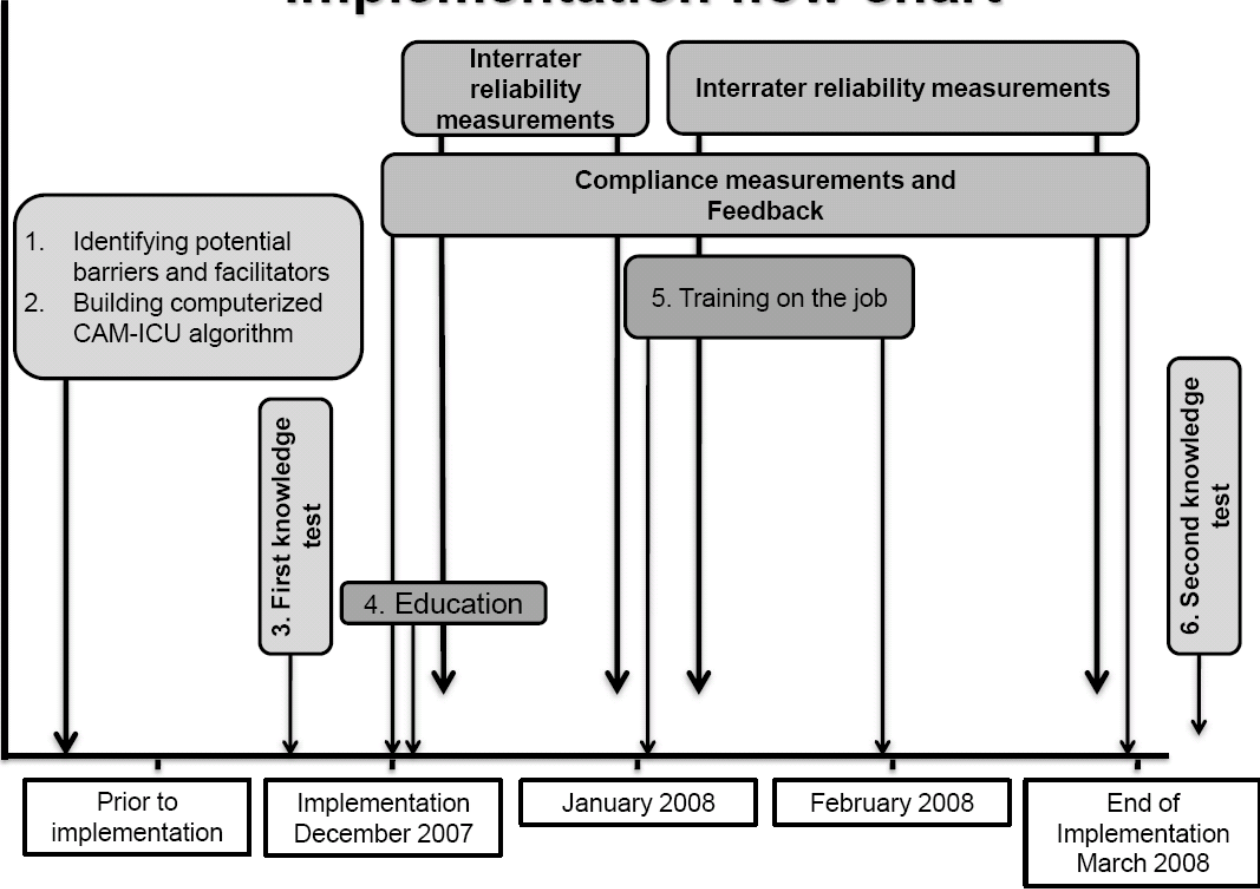 Implementation flow chart
Interrater
reliability
measurements
Interrater reliability measurements
Compliance measurements and
Feedback
1. Identifying potential
barriers and facilitators
2. Building computerized
CAM-ICU algorithm
5. Training on the job
3. First knowledge
test
4. Education
6. Second knowledge
test
Prior to
implementation
Implementation
December 2007
January 2008
February 2008
End of
Implementation
March 2008